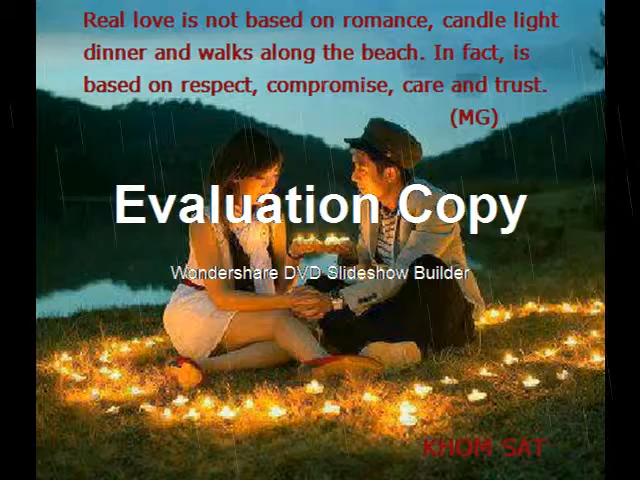 Real love is not based on romance, candle light
dinner and walks along the beach. In fact, is
based on respect, compromise, care and trust.
(MG)
Evaluation Copy
Wondershare DVD Slideshow Builder
KHOM SAT